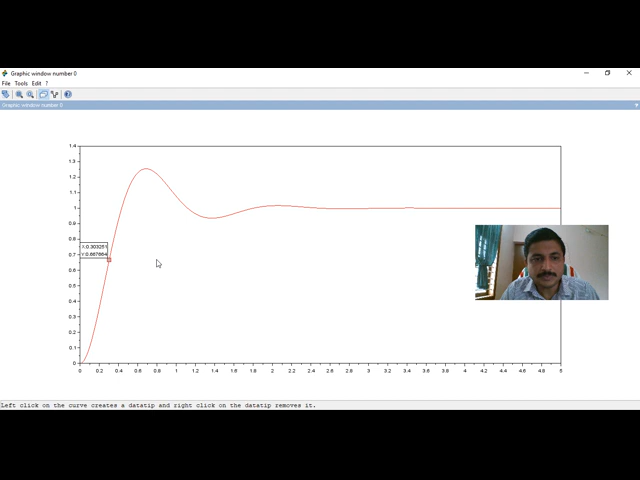 Graphic window number 0
File Tools Edit ?
Graphic window number 0
1.4
1.3
1.2
1.1
1
0.9
0.8
0.7
0.6
0.5
0.4
0.3
0.2
0.1
0
X:0.303251
Y:0.667864
0 0.2 0.4 0.6 0.8 1 1.2 1.4 1.6 1.8 2 2.2 2.4 2.6 2.8 3 3.2 3.4 3.6 3.8 4 4.2 4.4 4.6 4.8 5
Left click on the curve creates a datatip and right click on the datatip removes it.